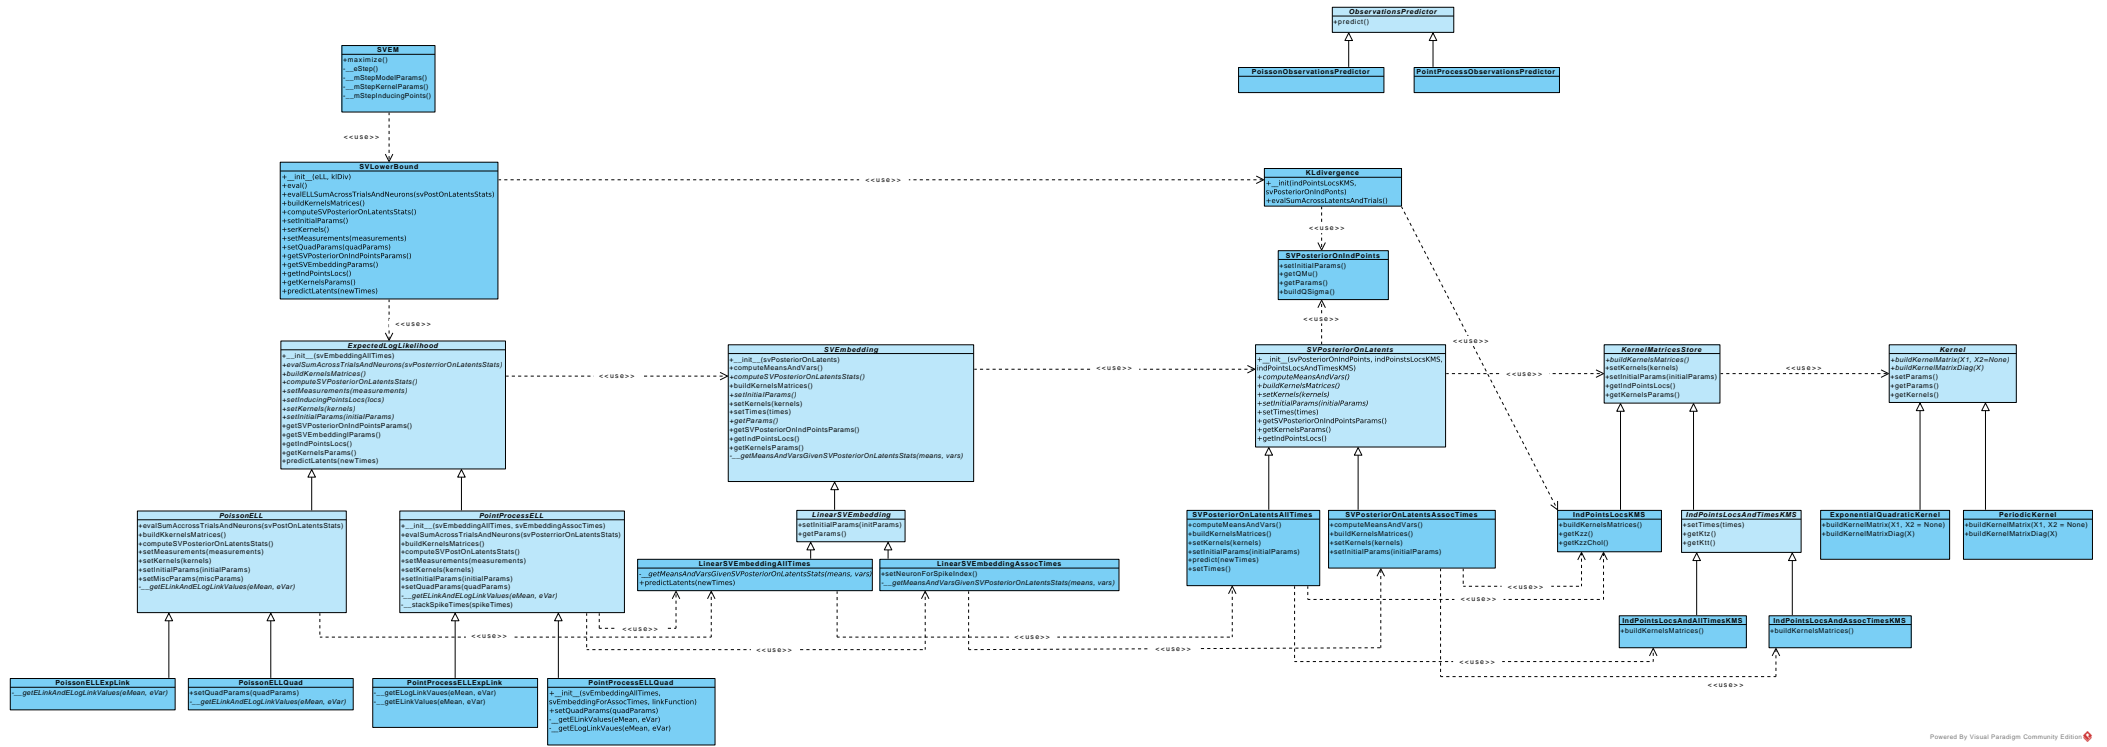 ObservationsPredictor
+predict()
PoissonObservationsPredictor
PointProcessObservationsPredictor
SVEM
+maximize()
-__eStep()
-__mStepModelParams()
-__mStepKernelParams()
-__mStepInducingPoints()
<<use>>
SVLowerBound
+__init__(eLL, klDiv)
+eval()
+evalELLSumAcrossTrialsAndNeurons(svPostOnLatentsStats)
+buildKernelsMatrices()
+computeSVPosteriorOnLatentsStats()
+setInitialParams()
+serKernels()
+setMeasurements(measurements)
+setQuadParams(quadParams)
+getSVPosteriorOnIndPointsParams()
+getSVEmbeddingParams()
+getIndPointsLocs()
+getKernelsParams()
+predictLatents(newTimes)
<<use>>
KLdivergence
+__init(indPointsLocsKMS,
svPosteriorOnIndPonts)
+evalSumAcrossLatentsAndTrials()
<<use>>
SVPosteriorOnIndPoints
+setInitialParams()
+getQMu()
+getParams()
+buildQSigma()
<<use>>
<<use>>
<<use>>
ExpectedLogLikelihood
+__init__(svEmbeddingAllTimes)
+evalSumAcrossTrialsAndNeurons(svPosteriorOnLatentsStats)
+buildKernelsMatrices()
+computeSVPosteriorOnLatentsStats()
+setMeasurements(measurements)
+setInducingPointsLocs(locs)
+setKernels(kernels)
+setInitialParams(initialParams)
+getSVPosteriorOnIndPointsParams()
+getSVEmbeddingIParams()
+getIndPointsLocs()
+getKernelsParams()
+predictLatents(newTimes)
<<use>>
SVEmbedding
+__init__(svPosteriorOnLatents)
+computeMeansAndVars()
+computeSVPosteriorOnLatentsStats()
+buildKernelsMatrices()
+setInitialParams()
+setKernels(kernels)
+setTimes(times)
+getParams()
+getSVPosteriorOnIndPointsParams()
+getIndPointsLocs()
+getKernelsParams()
-__getMeansAndVarsGivenSVPosteriorOnLatentsStats(means, vars)
<<use>>
SVPosteriorOnLatents
+__init__(svPosteriorOnIndPoints, indPoinstsLocsKMS,
indPointsLocsAndTimesKMS)
+computeMeansAndVars()
+buildKernelsMatrices()
+setKernels(kernels)
+setInitialParams(initialParams)
+setTimes(times)
+getSVPosteriorOnIndPointsParams()
+getKernelsParams()
+getIndPointsLocs()
<<use>>
KernelMatricesStore
+buildKernelsMatrices()
+setKernels(kernels)
+setInitialParams(initialParams)
+getIndPointsLocs()
+getKernelsParams()
<<use>>
Kernel
+buildKernelMatrix(X1, X2=None)
+buildKernelMatrixDiag(X)
+setParams()
+getParams()
+getKernels()
PoissonELL
+evalSumAccrossTrialsAndNeurons(svPostOnLatentsStats)
+buildKkernelsMatrices()
+computeSVPosteriorOnLatentsStats()
+setMeasurements(measurements)
+setKernels(kernels)
+setInitialParams(initialParams)
+setMiscParams(miscParams)
-__getELinkAndELogLinkValues(eMean, eVar)
PointProcessELL
+__init__(svEmbeddingAllTimes, svEmbeddingAssocTimes)
+evalSumAcrossTrialsAndNeurons(svPosterriorOnLatentsStats)
+buildKernelsMatrices()
+computeSVPostOnLatentsStats()
+setMeasurements(measurements)
+setKernels(kernels)
+setInitialParams(initialParams)
+setQuadParams(quadParams)
-__getELinkAndELogLinkValues(eMean, eVar)
-__stackSpikeTimes(spikeTimes)
LinearSVEmbedding
+setInitialParams(initParams)
+getParams()
LinearSVEmbeddingAllTimes
-__getMeansAndVarsGivenSVPosteriorOnLatentsStats(means, vars)
+predictLatents(newTimes)
LinearSVEmbeddingAssocTimes
+setNeuronForSpikeIndex()
-__getMeansAndVarsGivenSVPosteriorOnLatentsStats(means, vars)
SVPosteriorOnLatentsAllTimes
+computeMeansAndVars()
+buildKernelsMatrices()
+setKernels(kernels)
+setInitialParams(initialParams)
+predict(newTimes)
+setTimes()
SVPosteriorOnLatentsAssocTimes
+computeMeansAndVars()
+buildKernelsMatrices()
+setKernels(kernels)
+setInitialParams(initialParams)
IndPointsLocsKMS
+buildKernelsMatrices()
+getKzz()
+getKzzChol()
IndPointsLocsAndTimesKMS
+setTimes(times)
+getKtz()
+getKtt()
ExponentialQuadraticKernel
+buildKernelMatrix(X1, X2 = None)
+buildKernelMatrixDiag(X)
PeriodicKernel
+buildKernelMatrix(X1, X2 = None)
+buildKernelMatrixDiag(X)
<<use>>
<<use>>
IndPointsLocsAndAllTimesKMS
+buildKernelsMatrices()
IndPointsLocsAndAssocTimesKMS
+buildKernelsMatrices()
<<use>>
<<use>>
<<use>>
<<use>>
<<use>>
<<use>>
<<use>>
PoissonELLExpLink
-__getELinkAndELogLinkValues(eMean, eVar)
PoissonELLQuad
+setQuadParams(quadParams)
-__getELinkAndELogLinkValues(eMean, eVar)
PointProcessELLExpLink
-__getELogLinkVaues(eMean, eVar)
-__getELinkValues(eMean, eVar)
PointProcessELLQuad
+__init__(svEmbeddingAllTimes,
svEmbeddingForAssocTimes, linkFunction)
+setQuadParams(quadParams)
-__getELinkValues(eMean, eVar)
-__getELogLinkValues(eMean, eVar)
Powered By Visual Paradigm Community Edition